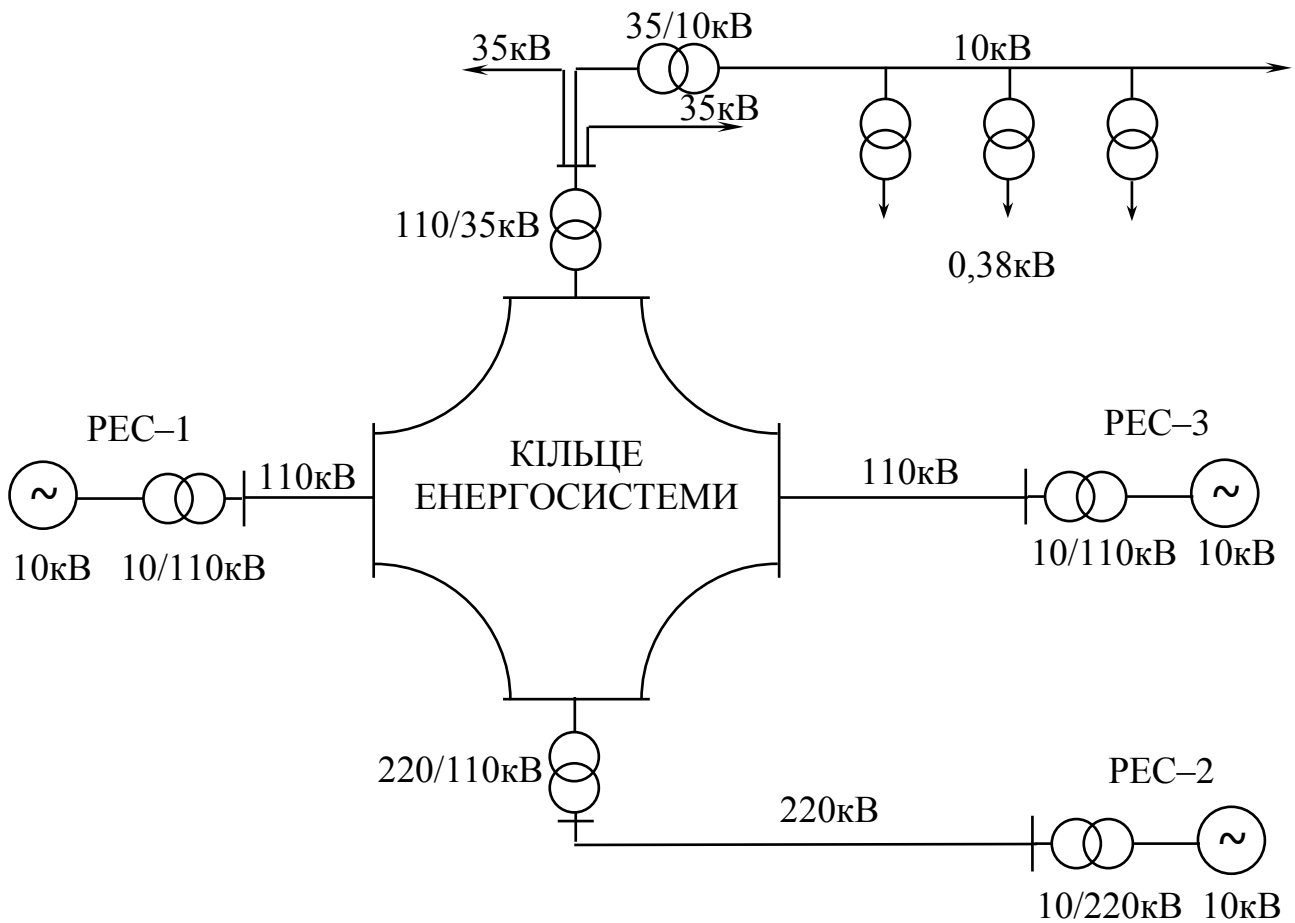 35/10кВ
35кВ
10кВ
35кВ
110/35кВ
0,38кВ
РЕС–1
РЕС–3
КІЛЬЦЕ
ЕНЕРГОСИСТЕМИ
110кВ
110кВ
~
~
10кВ
10/110кВ
10/110кВ
10кВ
220/110кВ
РЕС–2
220кВ
~
10/220кВ
10кВ